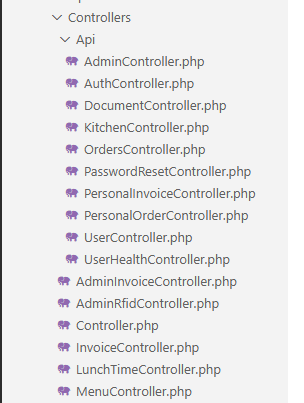 Controllers
Api
AdminController.php
AuthController.php
DocumentController.php
KitchenController.php
OrdersController.php
PasswordResetController.php
PersonalInvoiceController.php
PersonalOrderController.php
UserController.php
UserHealthController.php
AdminInvoiceController.php
AdminRfidController.php
Controller.php
InvoiceController.php
LunchTimeController.php
MenuController.php